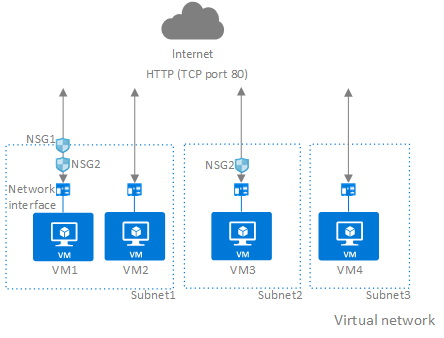 Internet
HTTP (TCP port 80)
NSG1
NSG2
NSG2
Network
interface
VM
VM
VM
VM
VM1
VM2
VM3
VM4
Subnet1
Subnet2
Subnet3
Virtual network